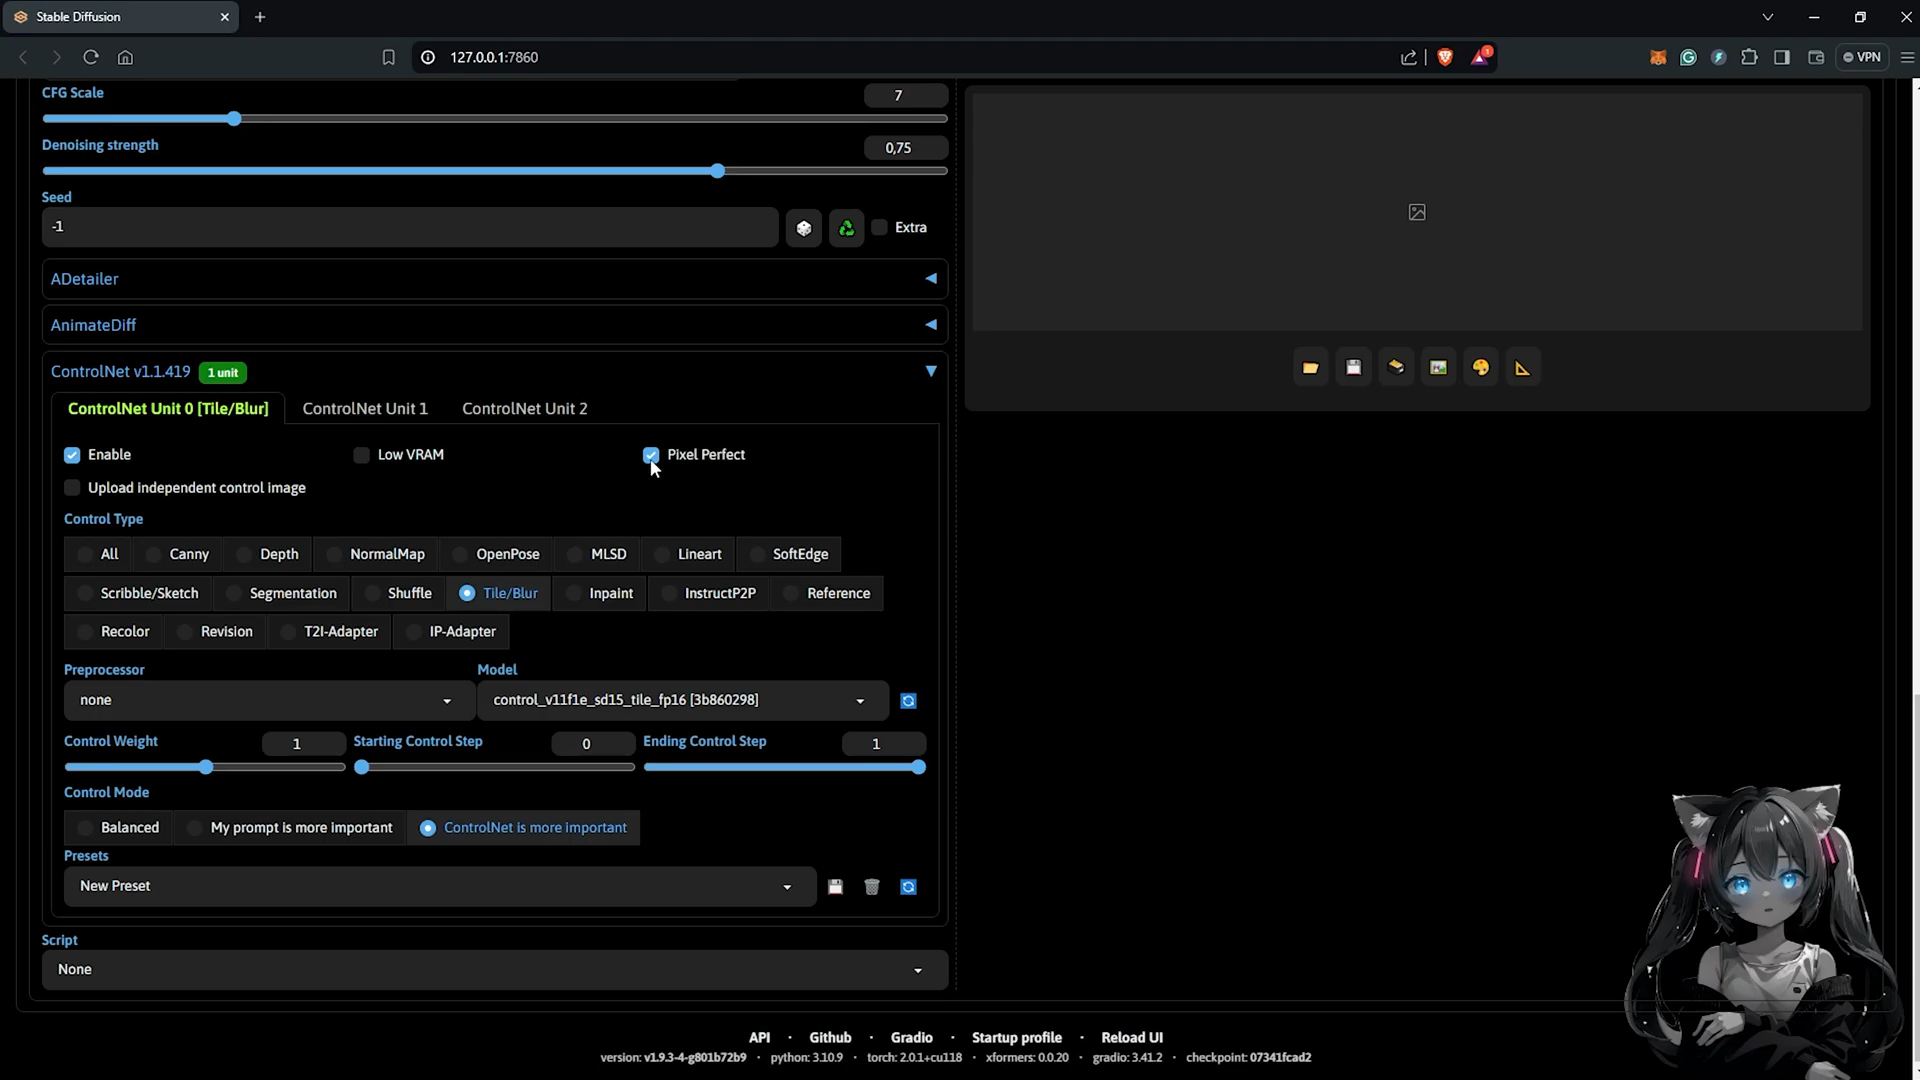 Stable Diffusion
127.0.0.1:7860
1
VPN
CFG Scale
7
Denoising strength
0,75
Seed
-1
Extra
ADetailer
AnimateDiff
ControlNet v1.1.419 1 unit
ControlNet Unit 0 [Tile/Blur] ControlNet Unit 1 ControlNet Unit 2
Enable Low VRAM Pixel Perfect
Upload independent control image
Control Type
All Canny Depth NormalMap OpenPose MLSD Lineart SoftEdge
Scribble/Sketch Segmentation Shuffle Tile/Blur Inpaint InstructP2P Reference
Recolor Revision T2I-Adapter IP-Adapter
Preprocessor Model
none control_v11f1e_sd15_tile_fp16 [3b860298]
Control Weight 1 Starting Control Step 0 Ending Control Step 1
Control Mode
Balanced My prompt is more important ControlNet is more important
Presets
New Preset
Script
None
API · Github · Gradio · Startup profile · Reload UI
version: v1.9.3-4-g801b72b9 · python: 3.10.9 · torch: 2.0.1+cu118 · xformers: 0.0.20 · gradio: 3.41.2 · checkpoint: 07341fcad2